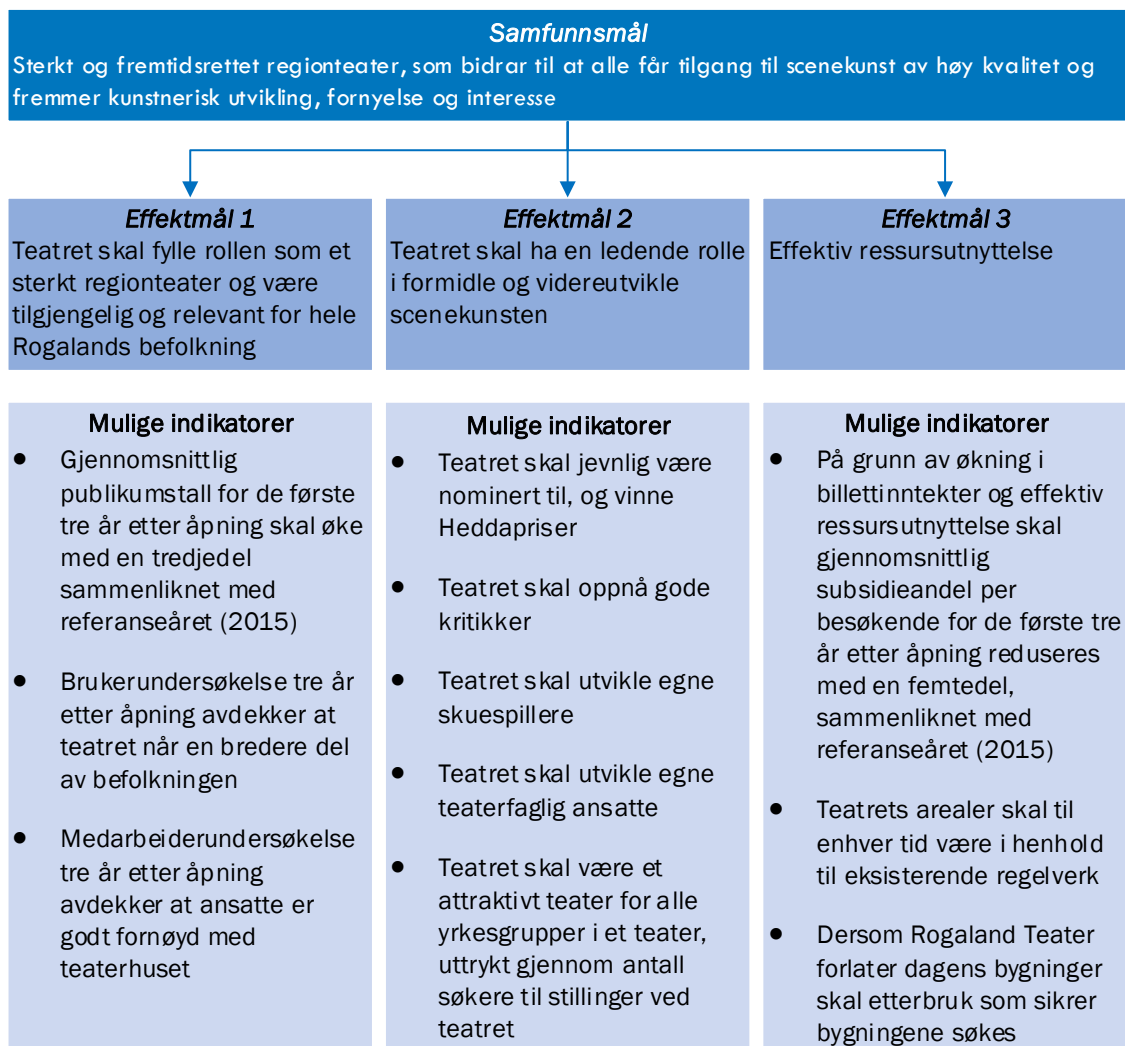 Samfunnsmål
Sterkt og fremtidsrettet regionteater, som bidrar til at alle får tilgang til scenekunst av høy kvalitet og
fremmer kunstnerisk utvikling, fornyelse og interesse
Effektmål 1
Teatret skal fylle rollen som et
sterkt regionteater og være
tilgjengelig og relevant for hele
Rogalands befolkning
Effektmål 2
Teatret skal ha en ledende rolle
i formidle og videreutvikle
scenekunsten
Effektmål 3
Effektiv ressursutnyttelse
Mulige indikatorer
• Gjennomsnittlig
publikumstall for de første
tre år etter åpning skal øke
med en tredjedel
sammenliknet med
referanseåret (2015)
• Brukerundersøkelse tre år
etter åpning avdekker at
teatret når en bredere del
av befolkningen
• Medarbeiderundersøkelse
tre år etter åpning
avdekker at ansatte er
godt fornøyd med
teaterhuset
Mulige indikatorer
• Teatret skal jevnlig være
nominert til, og vinne
Heddapriser
• Teatret skal oppnå gode
kritikker
• Teatret skal utvikle egne
skuespillere
• Teatret skal utvikle egne
teaterfaglig ansatte
• Teatret skal være et
attraktivt teater for alle
yrkesgrupper i et teater,
uttrykt gjennom antall
søkere til stillinger ved
teatret
Mulige indikatorer
• På grunn av økning i
billettinntekter og effektiv
ressursutnyttelse skal
gjennomsnittlig
subsidieandel per
besøkende for de første tre
år etter åpning reduseres
med en femtedel,
sammenliknet med
referanseåret (2015)
• Teatrets arealer skal til
enhver tid være i henhold
til eksisterende regelverk
• Dersom Rogaland Teater
forlater dagens bygninger
skal etterbruk som sikrer
bygningene søkes